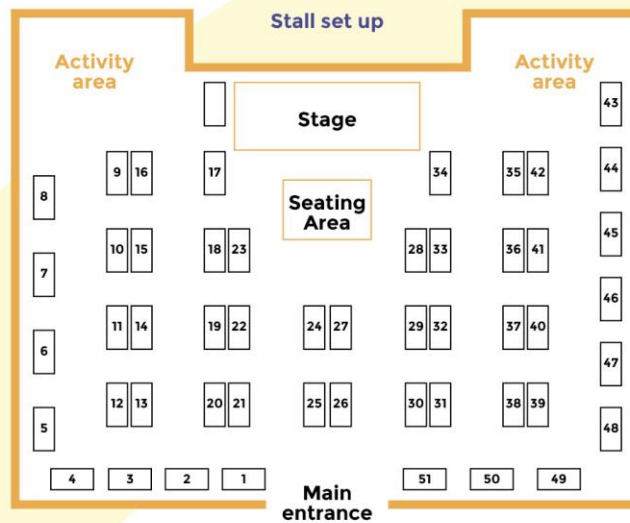 Stall set up
Activity
area
Activity
area
Stage
43
9 16 17 34 35 42 44
8
Seating
Area
10 15 18 23 28 33 36 41 45
7
46
11 14 19 22 24 27 29 32 37 40
6 47
12 13 20 21 25 26 30 31 38 39
5 48
4 3 2 1 51 50 49
Main
entrance